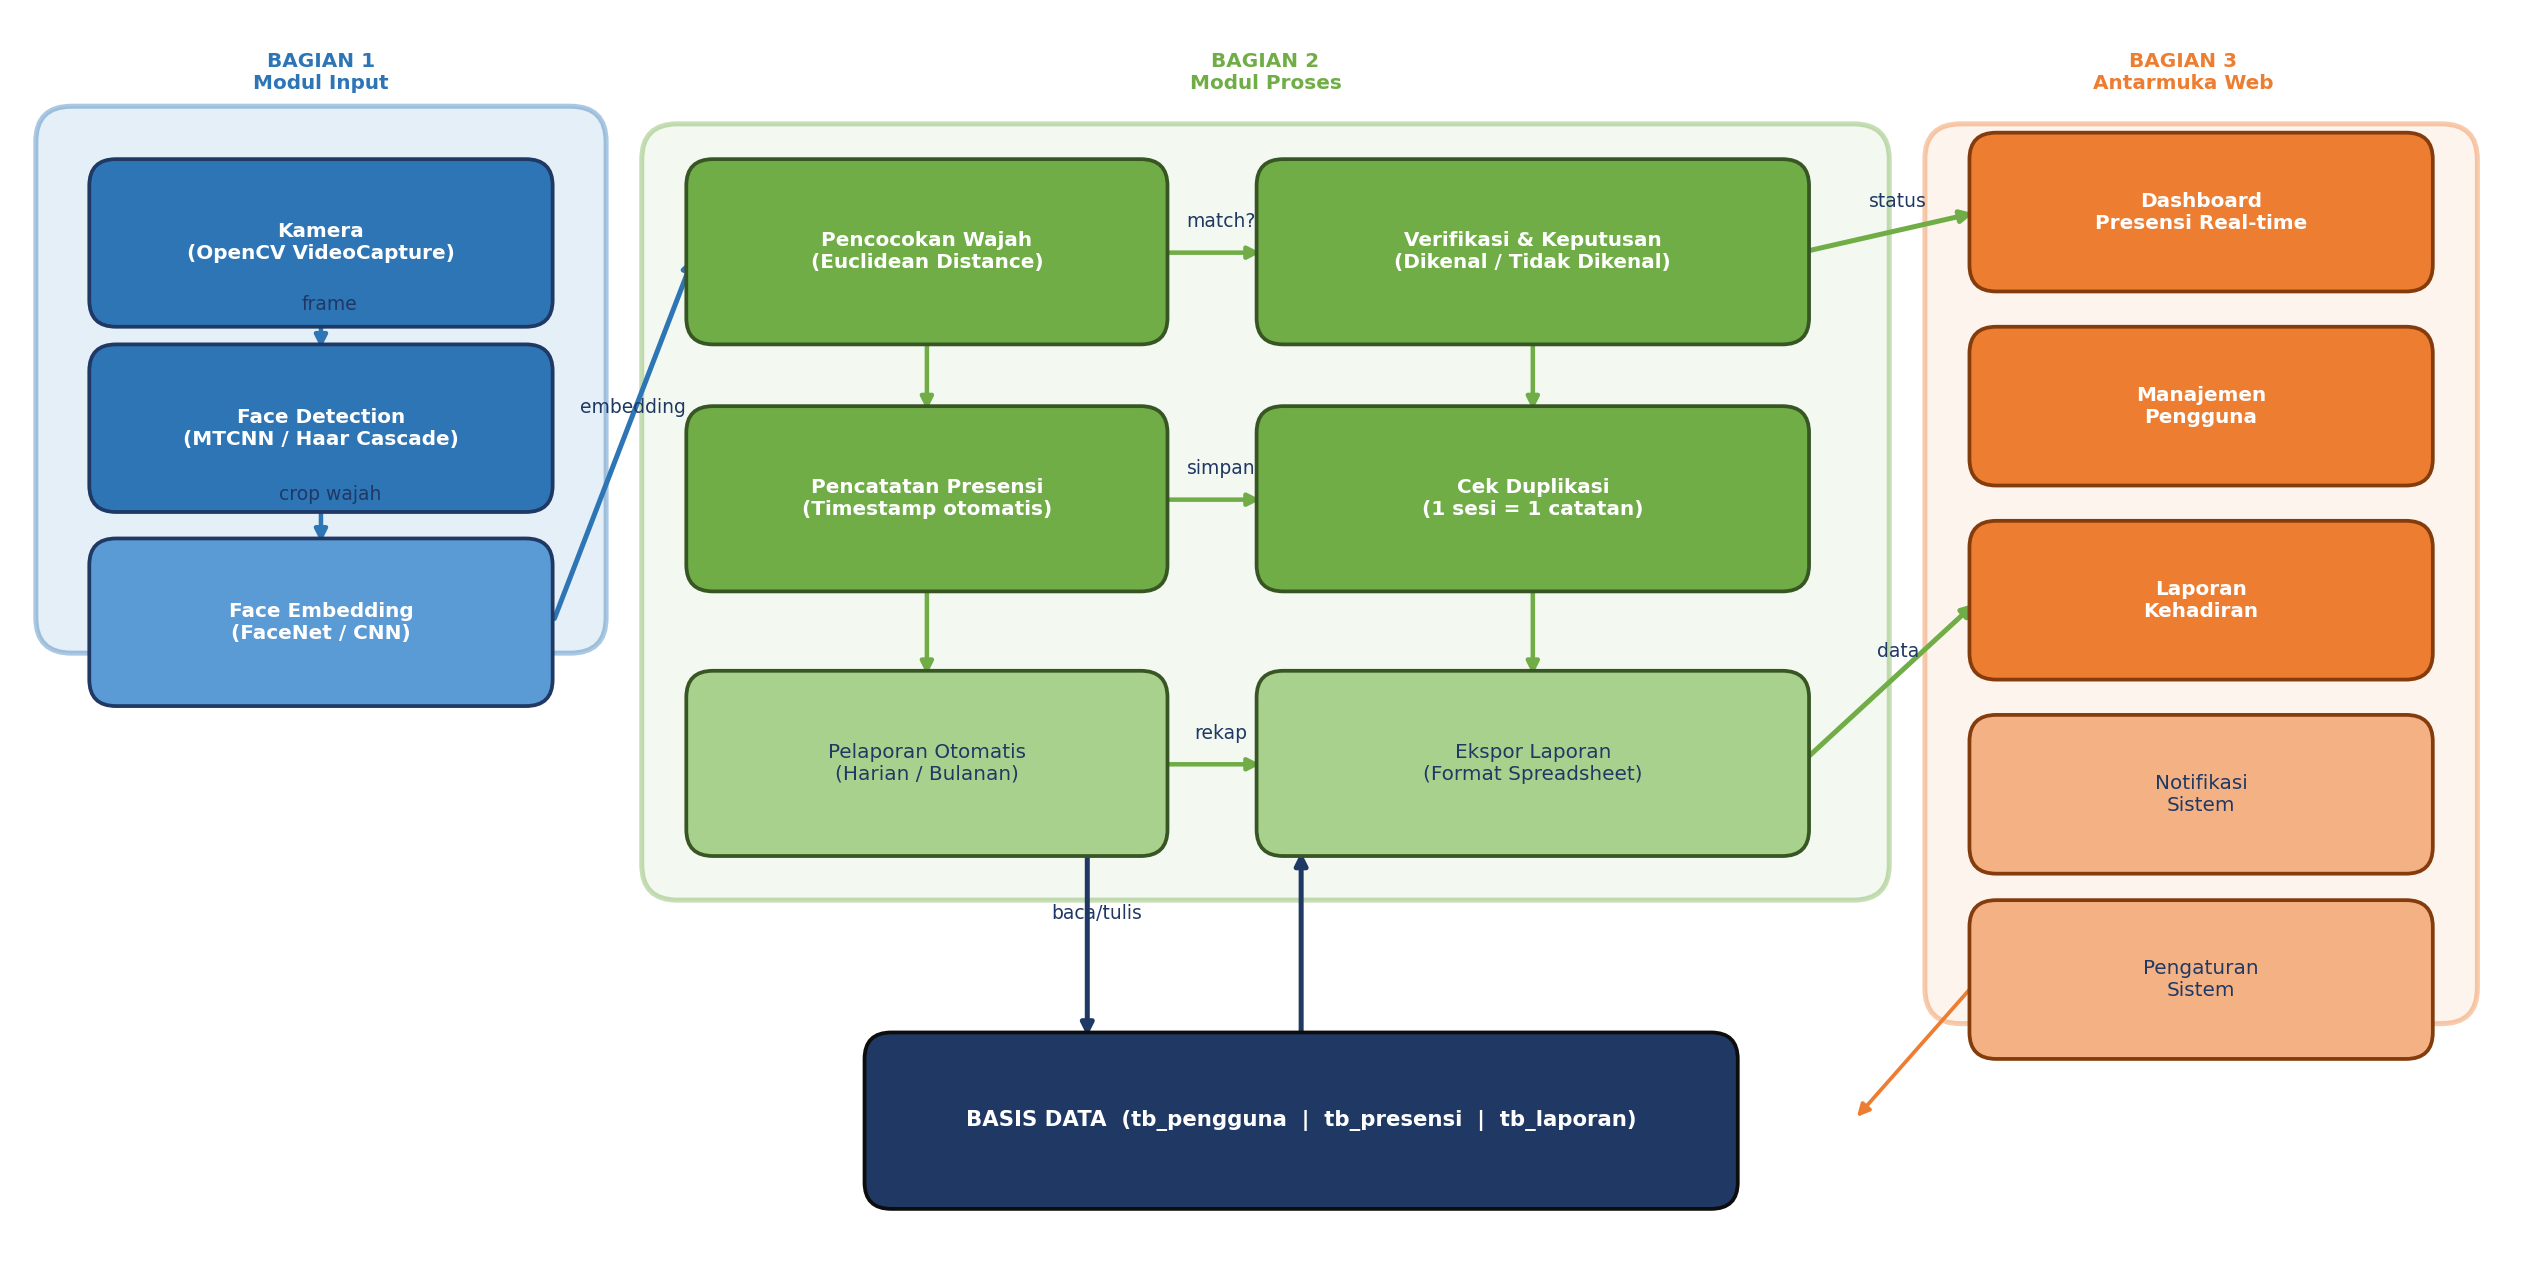 BAGIAN 1
Modul Input
Kamera
(OpenCV VideoCapture)
frame
Face Detection
(MTCNN / Haar Cascade)
crop wajah
Face Embedding
(FaceNet / CNN)
embedding
BAGIAN 2
Modul Proses
Pencocokan Wajah
(Euclidean Distance)
match?
Verifikasi & Keputusan
(Dikenal / Tidak Dikenal)
Pencatatan Presensi
(Timestamp otomatis)
simpan
Cek Duplikasi
(1 sesi = 1 catatan)
Pelaporan Otomatis
(Harian / Bulanan)
rekap
Ekspor Laporan
(Format Spreadsheet)
status
data
BAGIAN 3
Antarmuka Web
Dashboard
Presensi Real-time
Manajemen
Pengguna
Laporan
Kehadiran
Notifikasi
Sistem
Pengaturan
Sistem
baca/tulis
BASIS DATA (tb_pengguna | tb_presensi | tb_laporan)